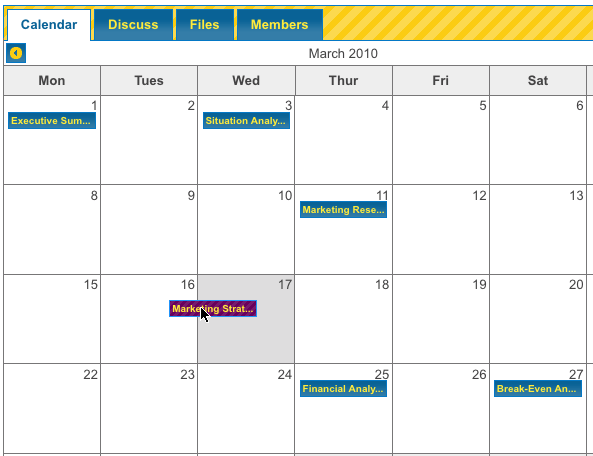 Calendar Discuss Files Members
March 2010
Mon Tues Wed Thur Fri Sat
1 2 3 4 5 6
Executive Sum... Situation Analy...
8 9 10 11 12 13
Marketing Rese...
15 16 17 18 19 20
Marketing Strat...
22 23 24 25 26 27
Financial Analy... Break-Even An...